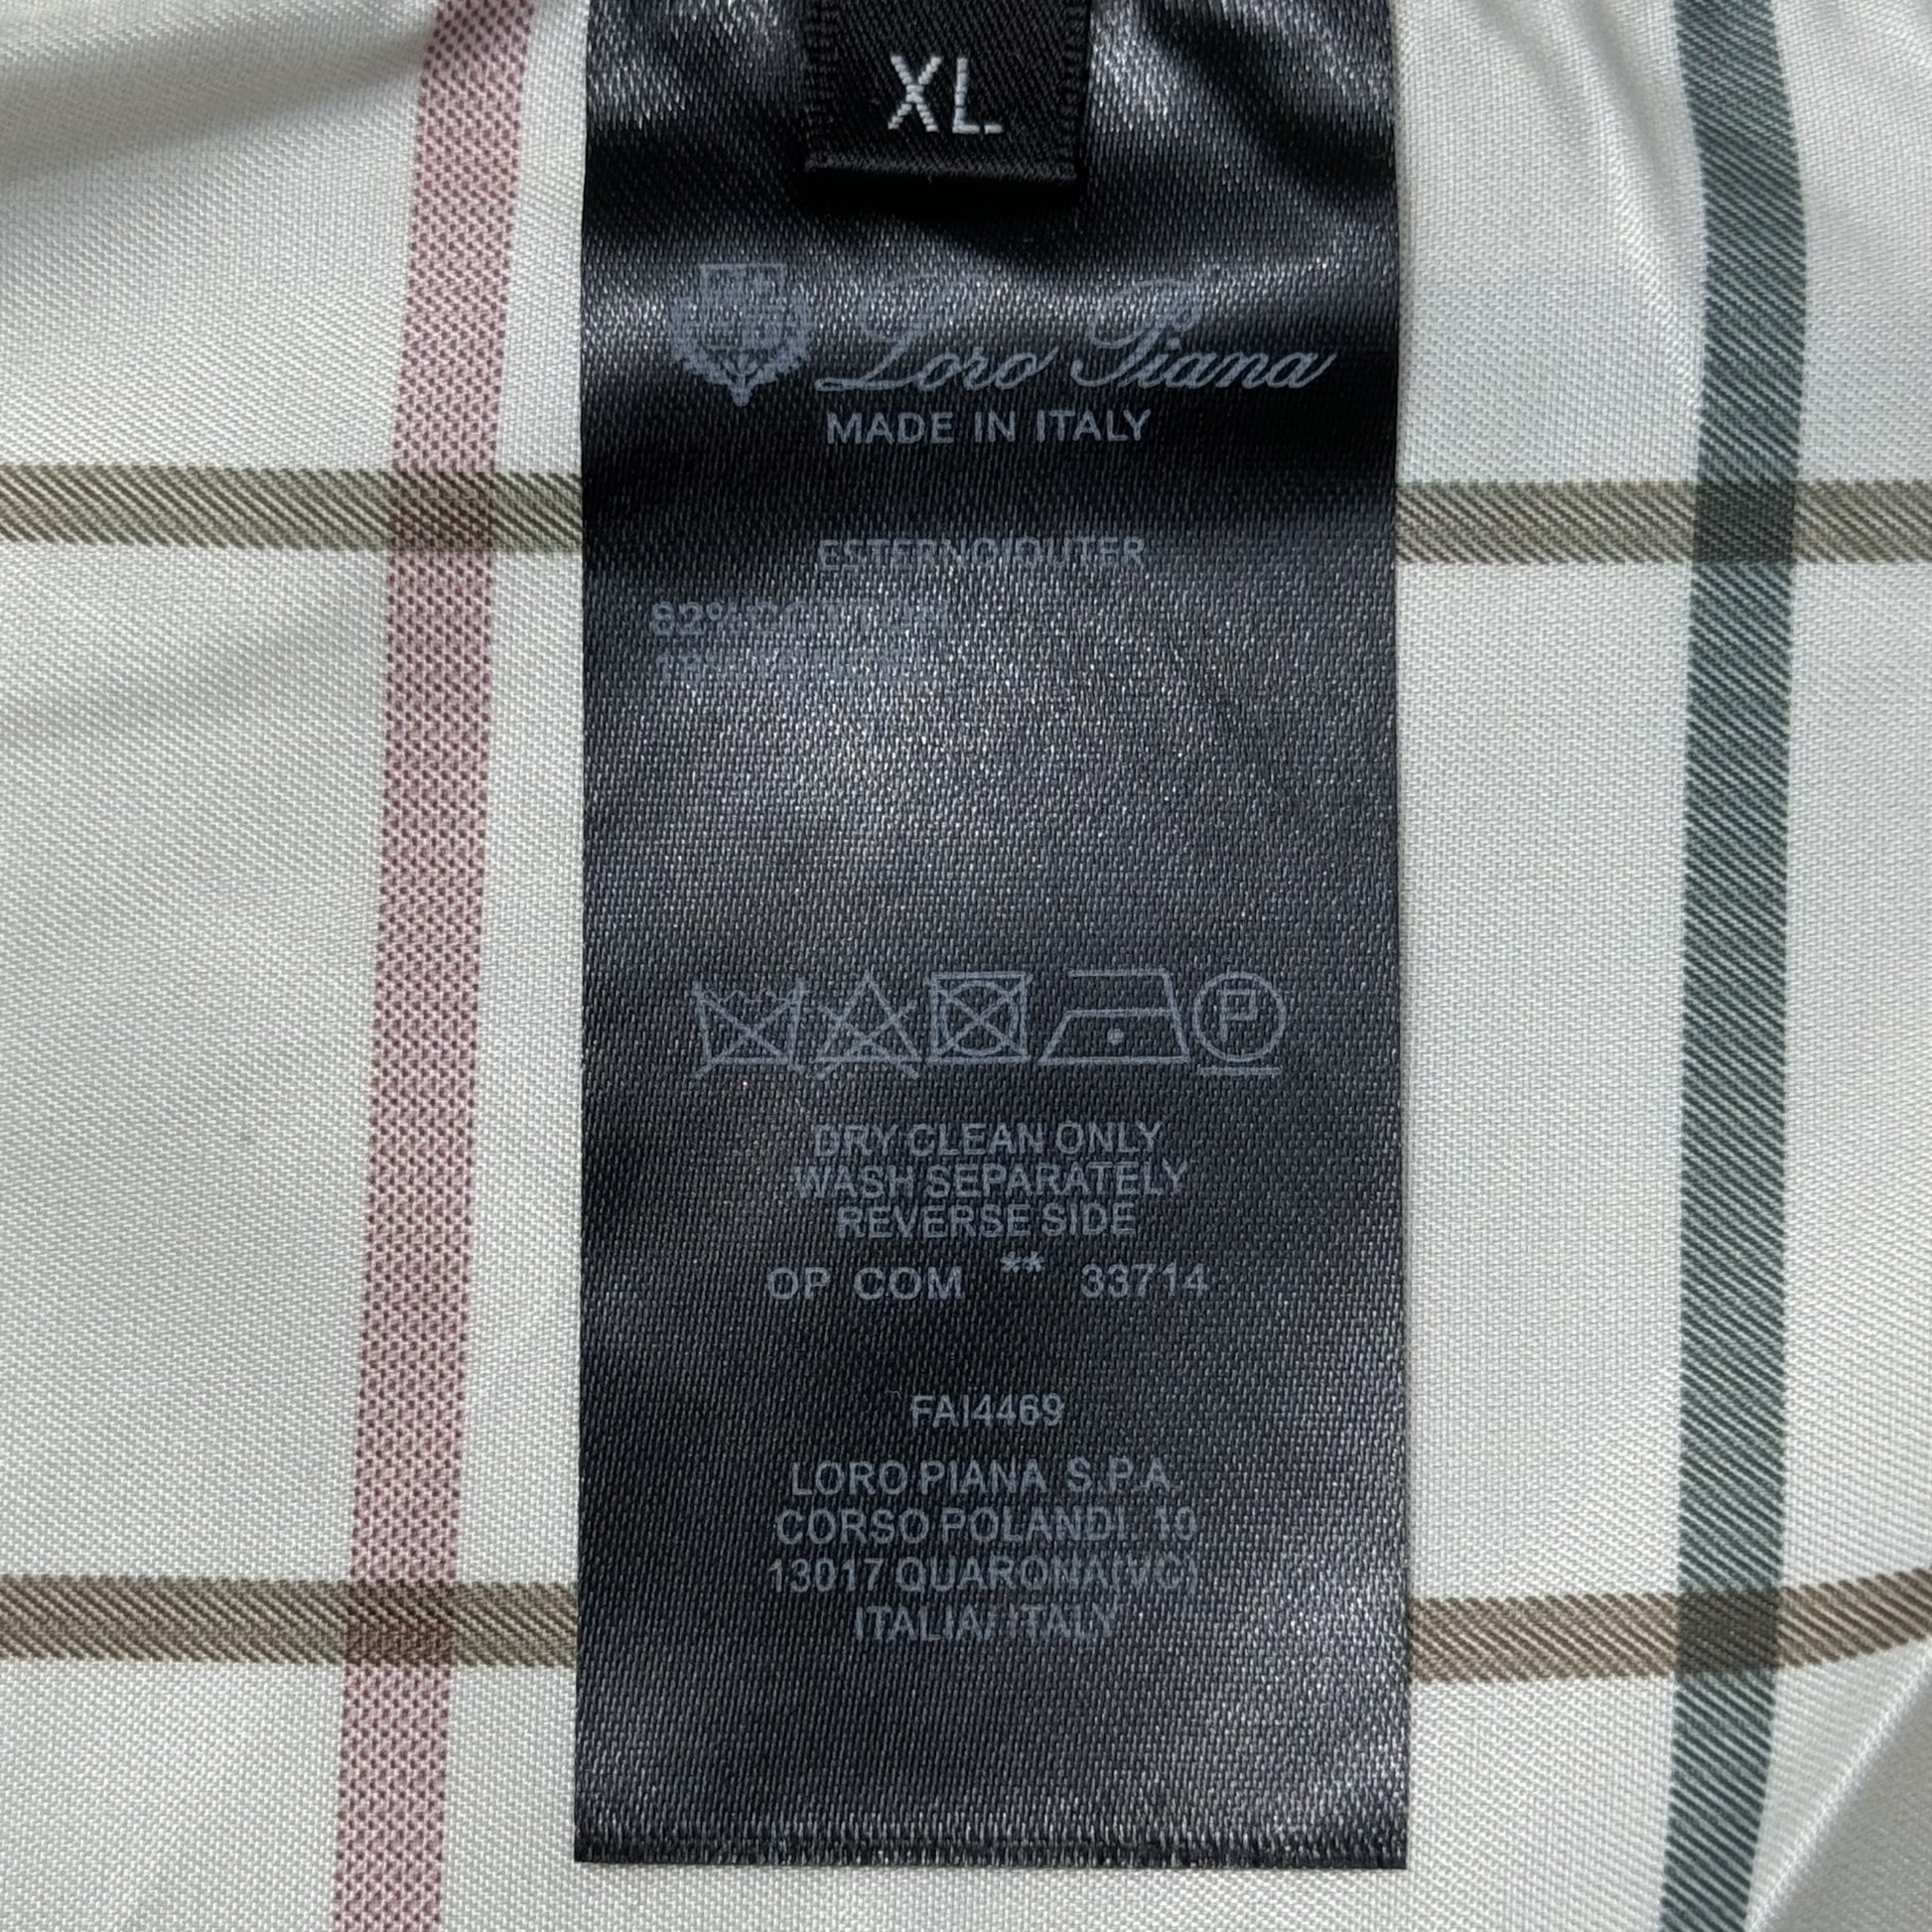 XL
Loro Piana
MADE IN ITALY
ESTERNO/OUTER
82%
DRY CLEAN ONLY
WASH SEPARATELY
REVERSE SIDE
OP COM ** 33714
FAI4469
LORO PIANA S.P.A.
CORSO POLANDI, 10
13017 QUARONA(VC)
ITALIA/ITALY